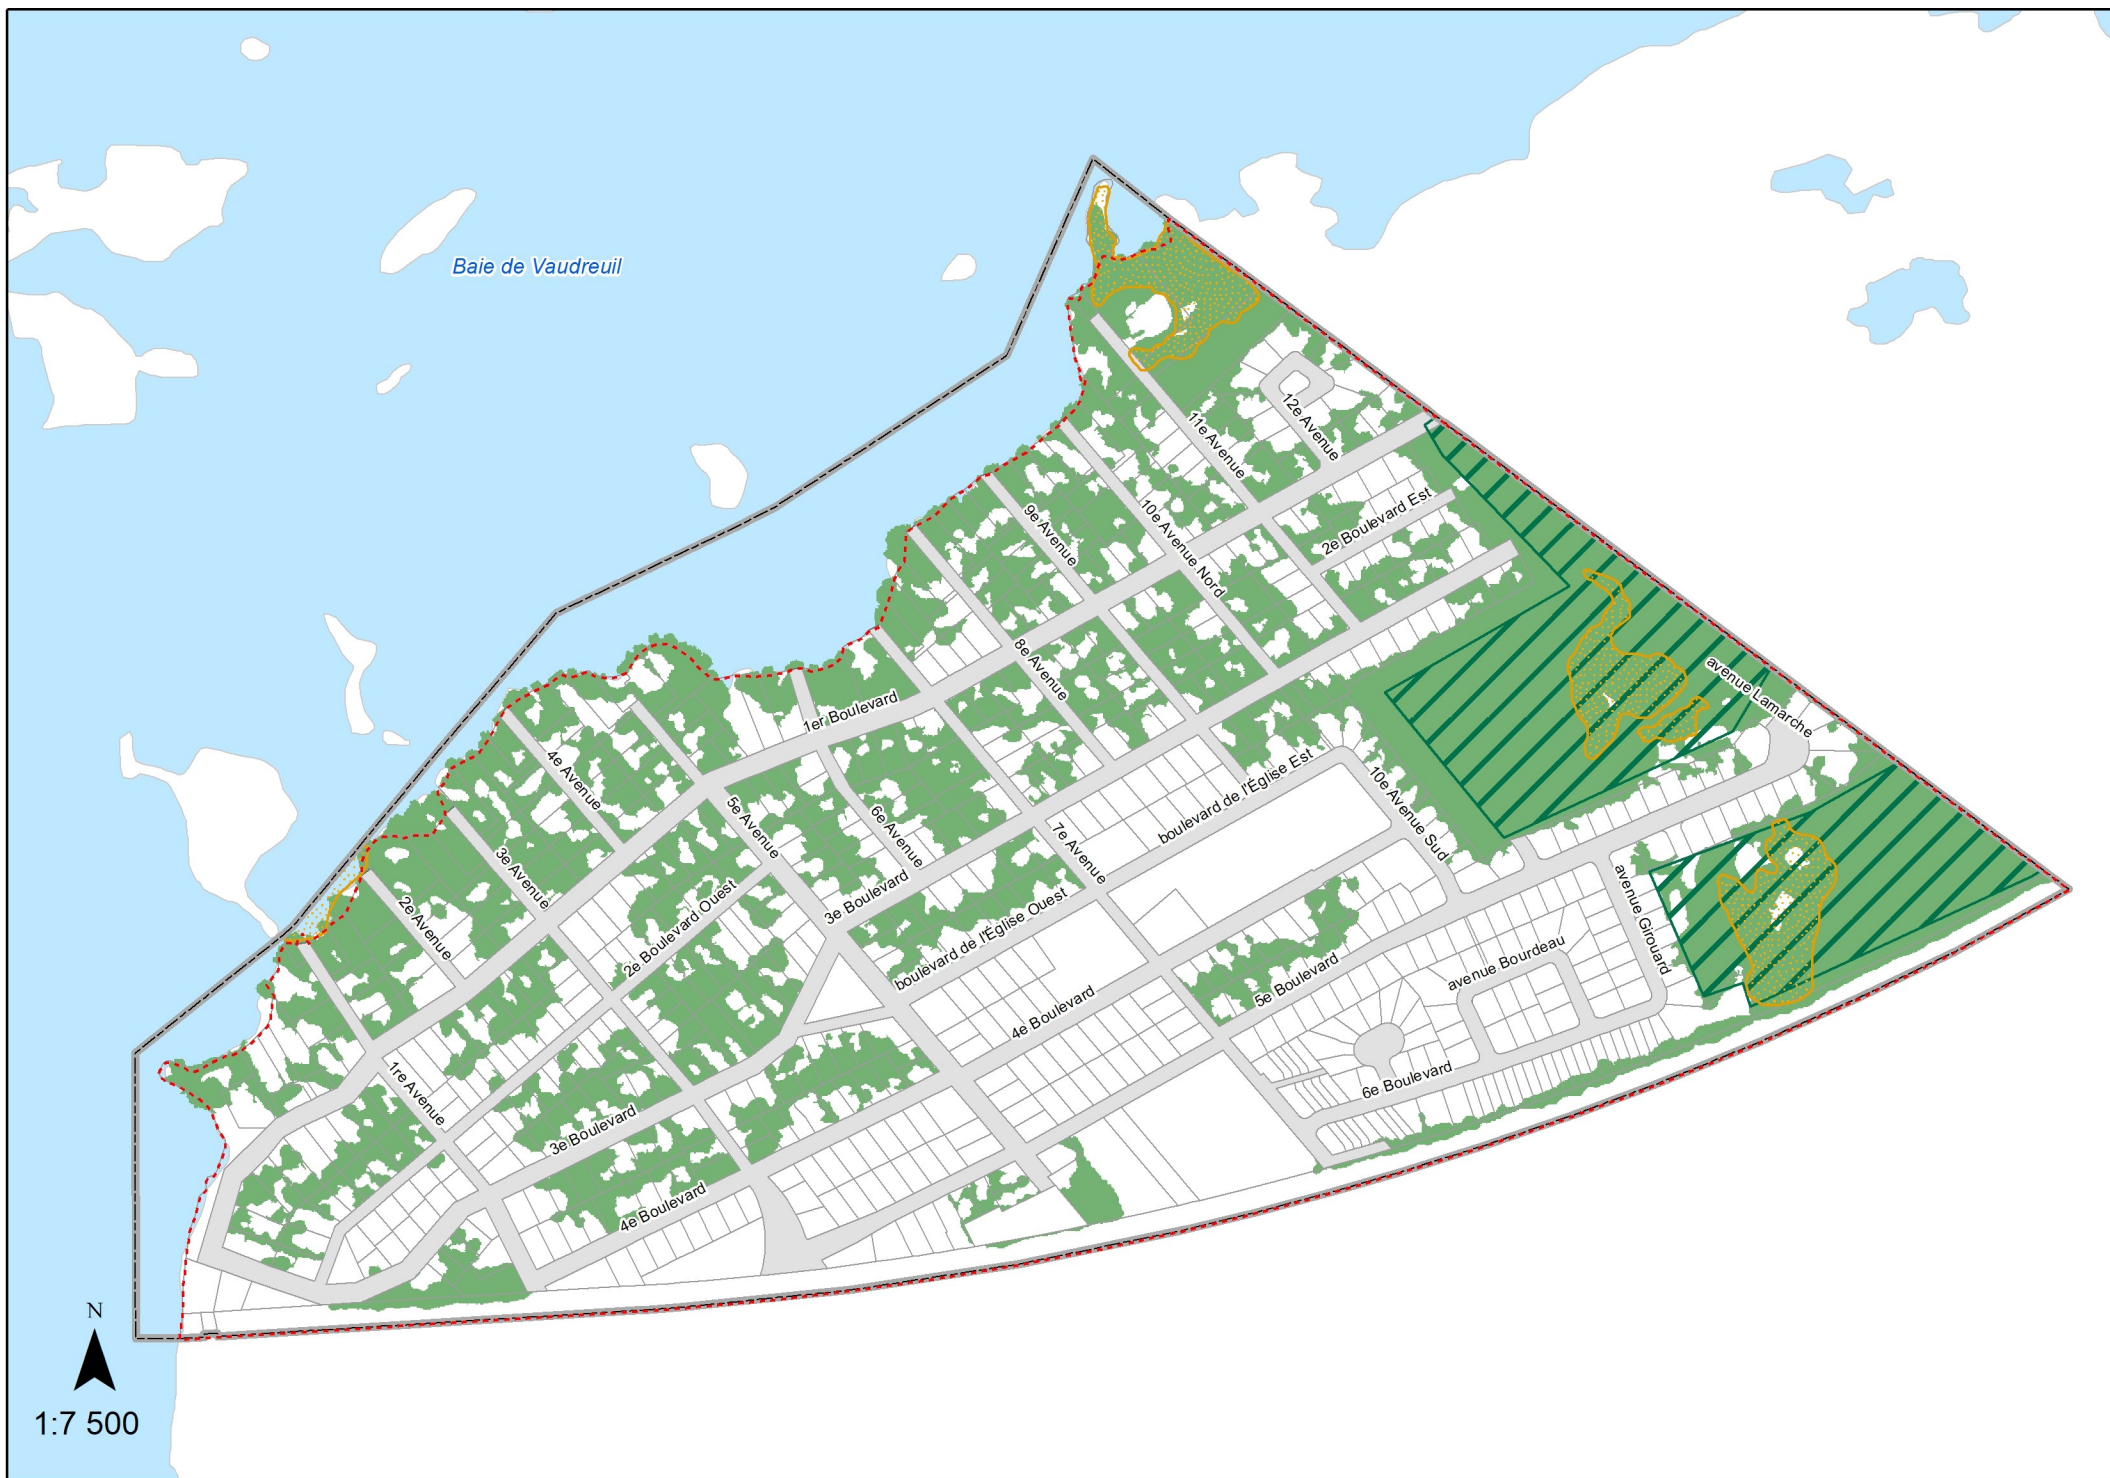 Baie de Vaudreuil
12e Avenue
11e Avenue
10e Avenue Nord
9e Avenue
2e Boulevard Est
8e Avenue
avenue Lamarche
1er Boulevard
4e Avenue
5e Avenue
6e Avenue
boulevard de l'Église Est
10e Avenue Sud
7e Avenue
3e Avenue
3e Boulevard
2e Avenue
2e Boulevard Ouest
boulevard de l'Église Ouest
avenue Girouard
avenue Bourdeau
5e Boulevard
4e Boulevard
1re Avenue
6e Boulevard
3e Boulevard
4e Boulevard
N
1:7 500